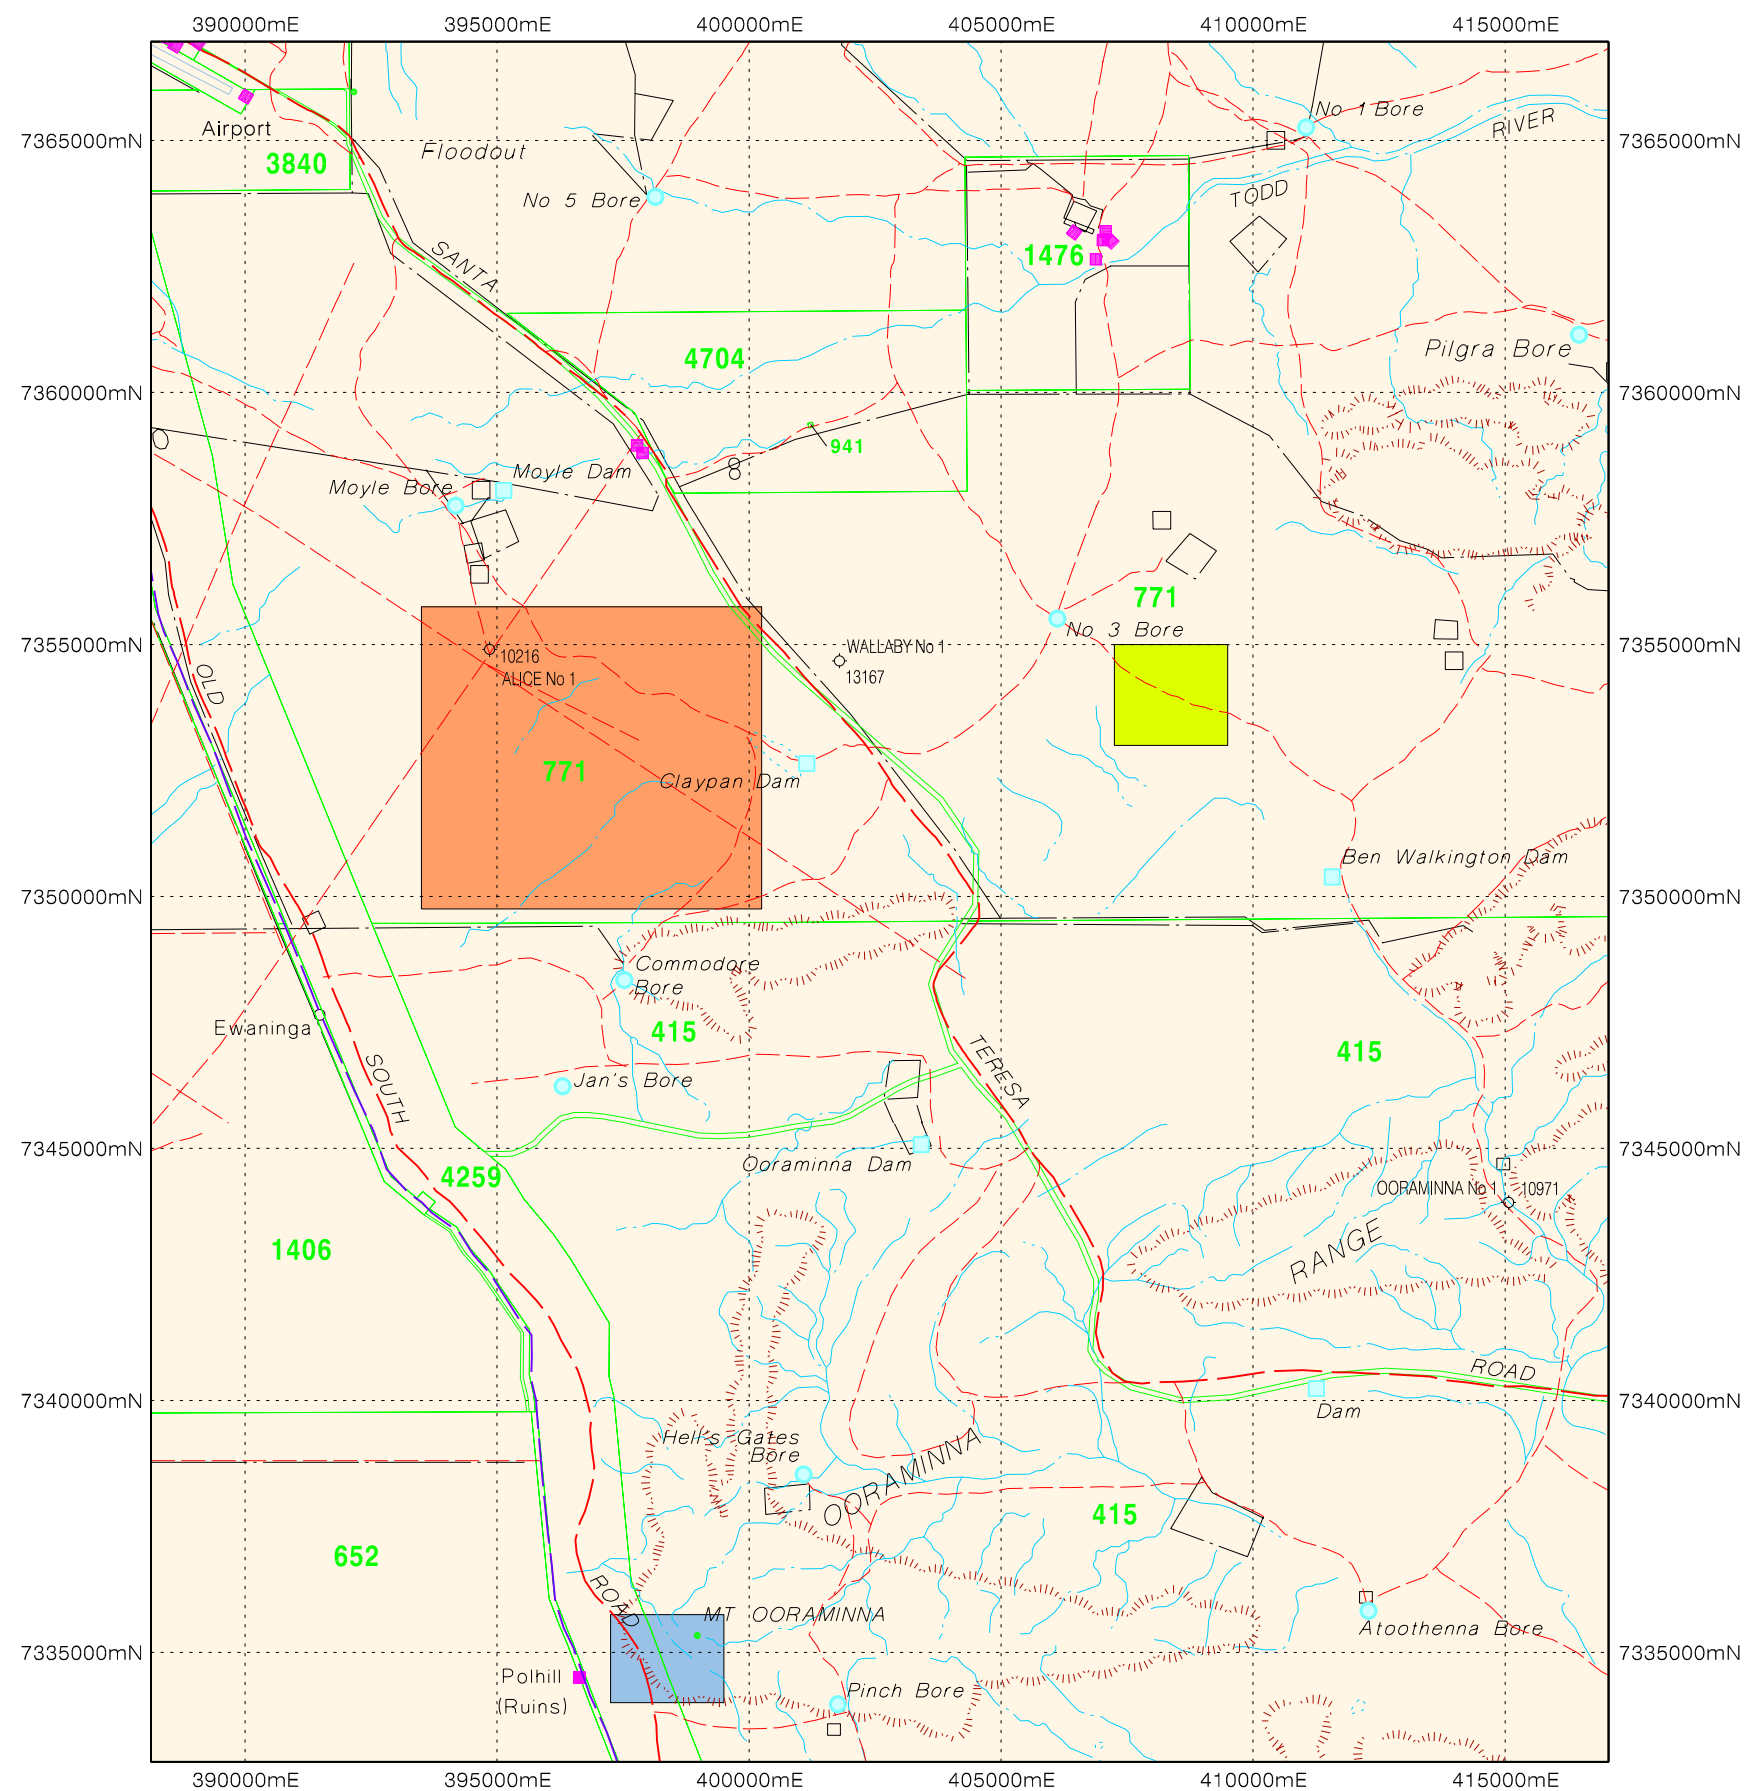 390000mE 395000mE 400000mE 405000mE 410000mE 415000mE
No 1 Bore
RIVER
Airport
7365000mN 7365000mN
3840
Floodout
TODD
No 5 Bore
SANTA
1476
4704
Pilgra Bore
7360000mN 7360000mN
941
Moyle Dam
Moyle Bore
771
No 3 Bore
7355000mN 7355000mN
WALLABY No 1
13167
10216
ALICE No 1
OLD
771
Claypan Dam
Ben Walkington Dam
7350000mN 7350000mN
Commodore
Bore
Ewaninga
415
415
TERESA
SOUTH
Jan's Bore
7345000mN 7345000mN
Ooraminna Dam
4259
OORAMINNA No 1 10971
1406
RANGE
ROAD
7340000mN 7340000mN
Dam
Hell's Gates
Bore
OORAMINNA
415
652
ROAD
MT OORAMINNA
Atoothenna Bore
7335000mN 7335000mN
Polhill
(Ruins)
Pinch Bore
390000mE 395000mE 400000mE 405000mE 410000mE 415000mE